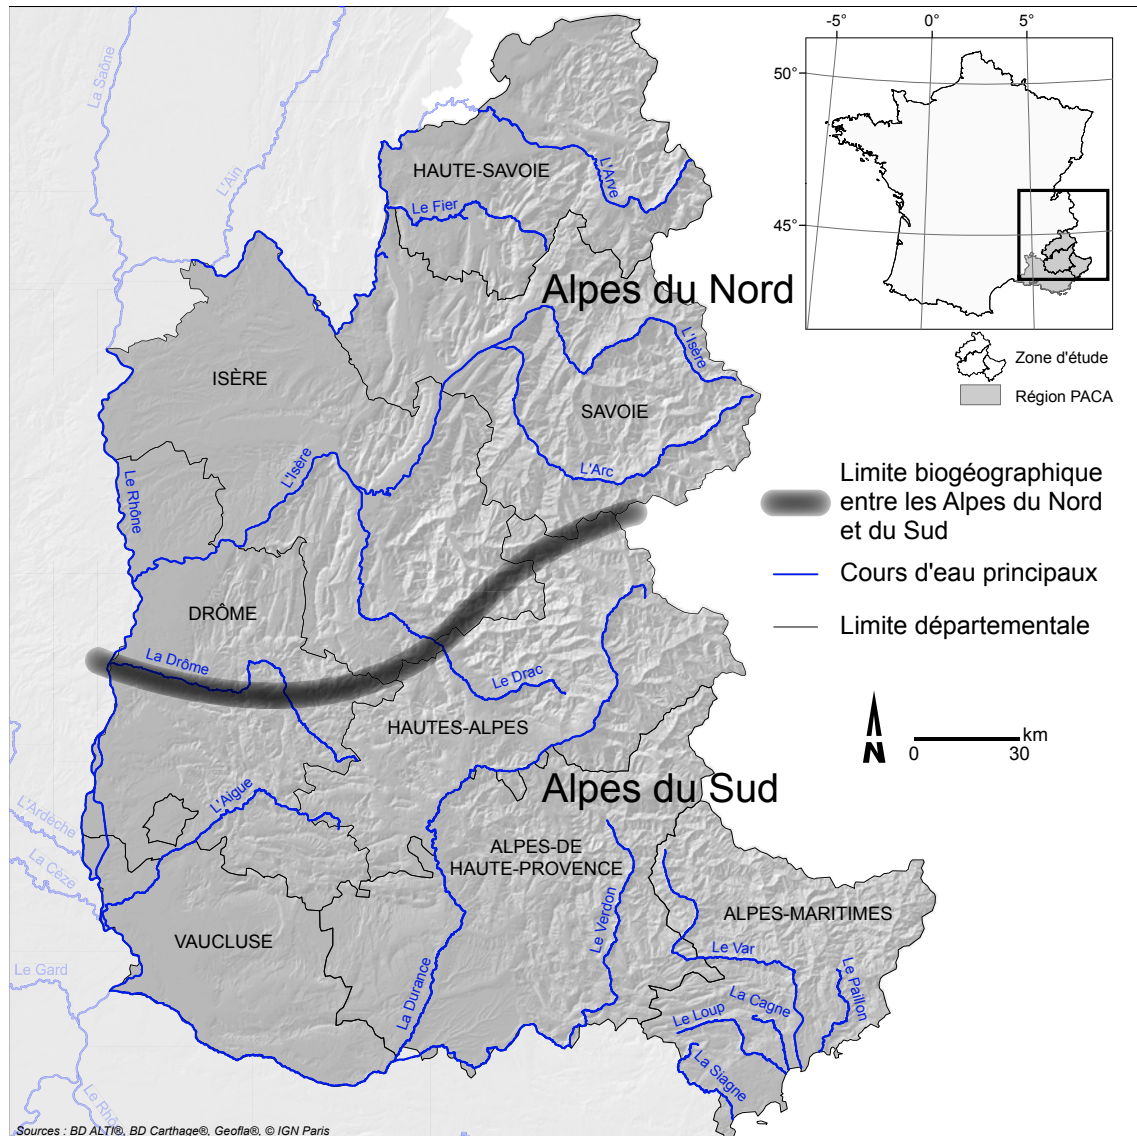 -5°
0°
5°
50°
45°
Zone d'étude
Région PACA
Limite biogéographique
entre les Alpes du Nord
et du Sud
Cours d'eau principaux
Limite départementale
N
km
0
30
La Saône
L'Ain
HAUTE-SAVOIE
L'Arve
Le Fier
Alpes du Nord
ISÈRE
L'Isère
SAVOIE
L'Arc
L'Isère
Le Rhône
DRÔME
La Drôme
Le Drac
HAUTES-ALPES
Alpes du Sud
L'Aigue
L'Ardèche
La Cèze
ALPES-DE
HAUTE-PROVENCE
Le Verdon
ALPES-MARITIMES
VAUCLUSE
Le Var
Le Gard
La Durance
Le Paillon
La Cagne
Le Loup
La Siagne
Le Rhô
Sources : BD ALTI®, BD Carthage®, Geofla®, © IGN Paris